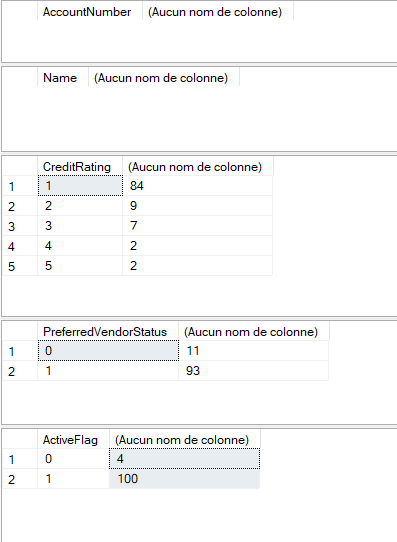 AccountNumber (Aucun nom de colonne)
Name (Aucun nom de colonne)
CreditRating (Aucun nom de colonne)
1 1 84
2 2 9
3 3 7
4 4 2
5 5 2
PreferredVendorStatus (Aucun nom de colonne)
1 0 11
2 1 93
ActiveFlag (Aucun nom de colonne)
1 0 4
2 1 100